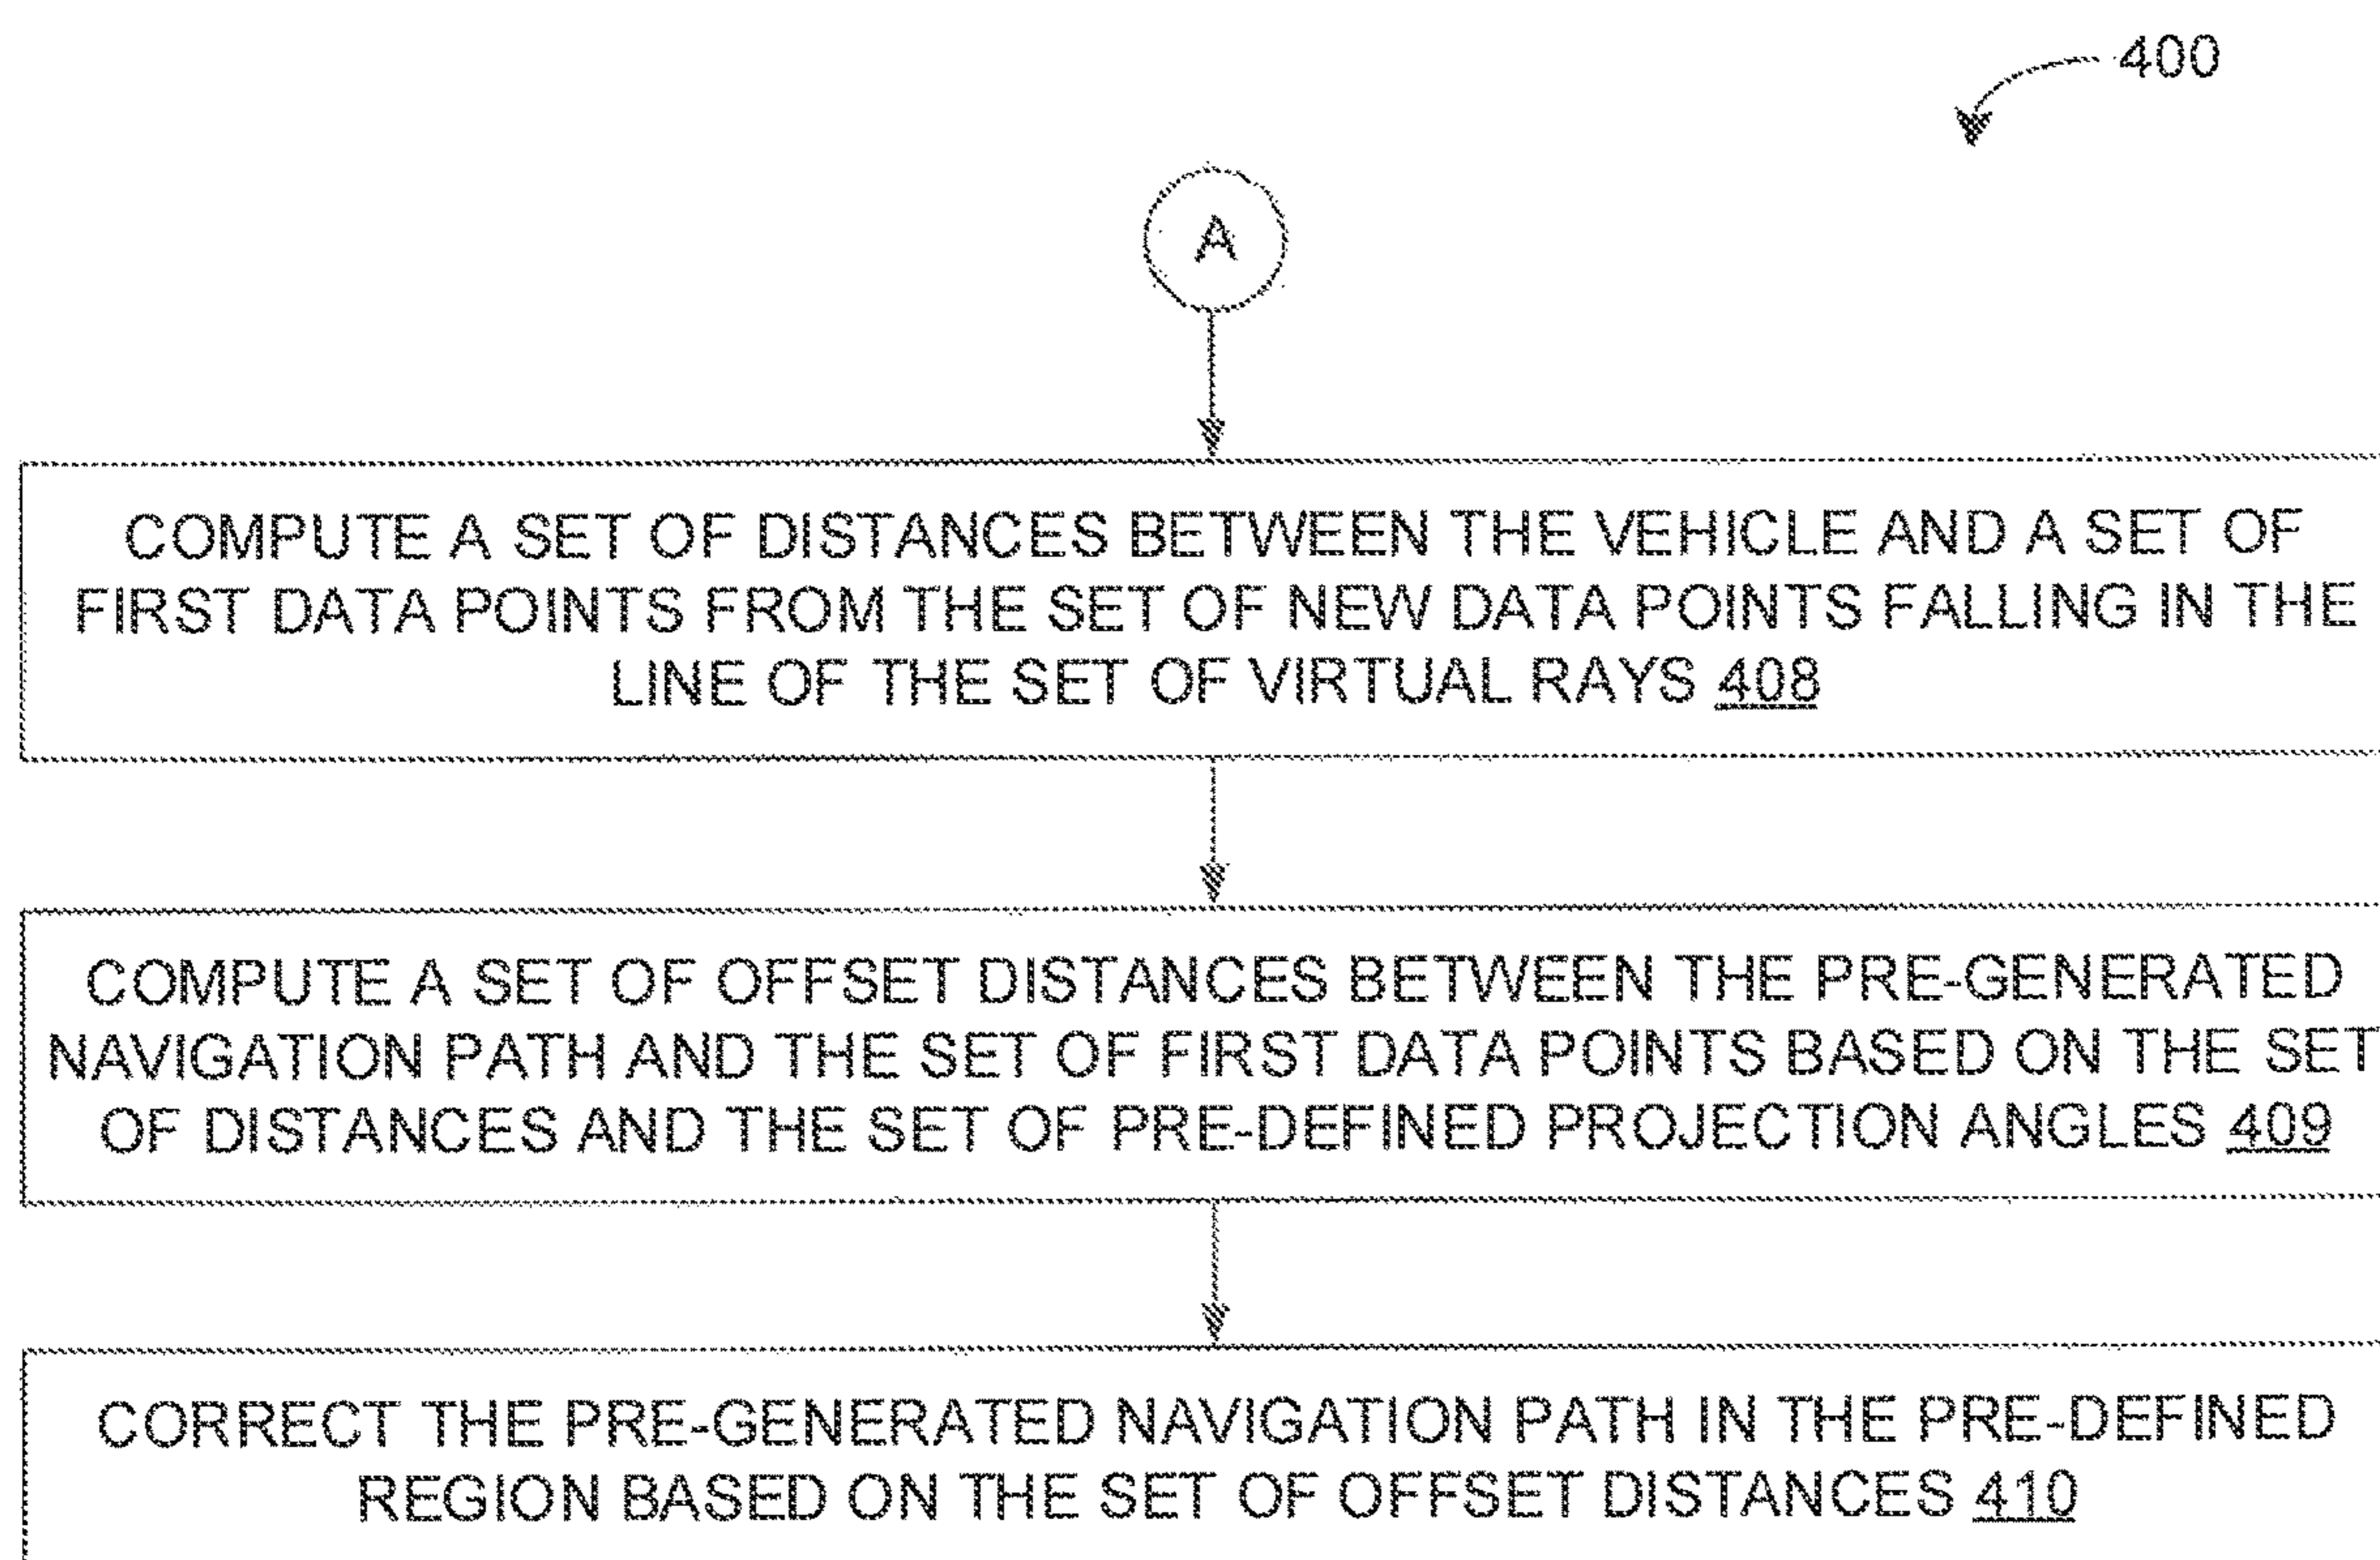 400
A
COMPUTE A SET OF DISTANCES BETWEEN THE VEHICLE AND A SET OF
FIRST DATA POINTS FROM THE SET OF NEW DATA POINTS FALLING IN THE
LINE OF THE SET OF VIRTUAL RAYS 408
COMPUTE A SET OF OFFSET DISTANCES BETWEEN THE PRE-GENERATED
NAVIGATION PATH AND THE SET OF FIRST DATA POINTS BASED ON THE SET
OF DISTANCES AND THE SET OF PRE-DEFINED PROJECTION ANGLES 409
CORRECT THE PRE-GENERATED NAVIGATION PATH IN THE PRE-DEFINED
REGION BASED ON THE SET OF OFFSET DISTANCES 410